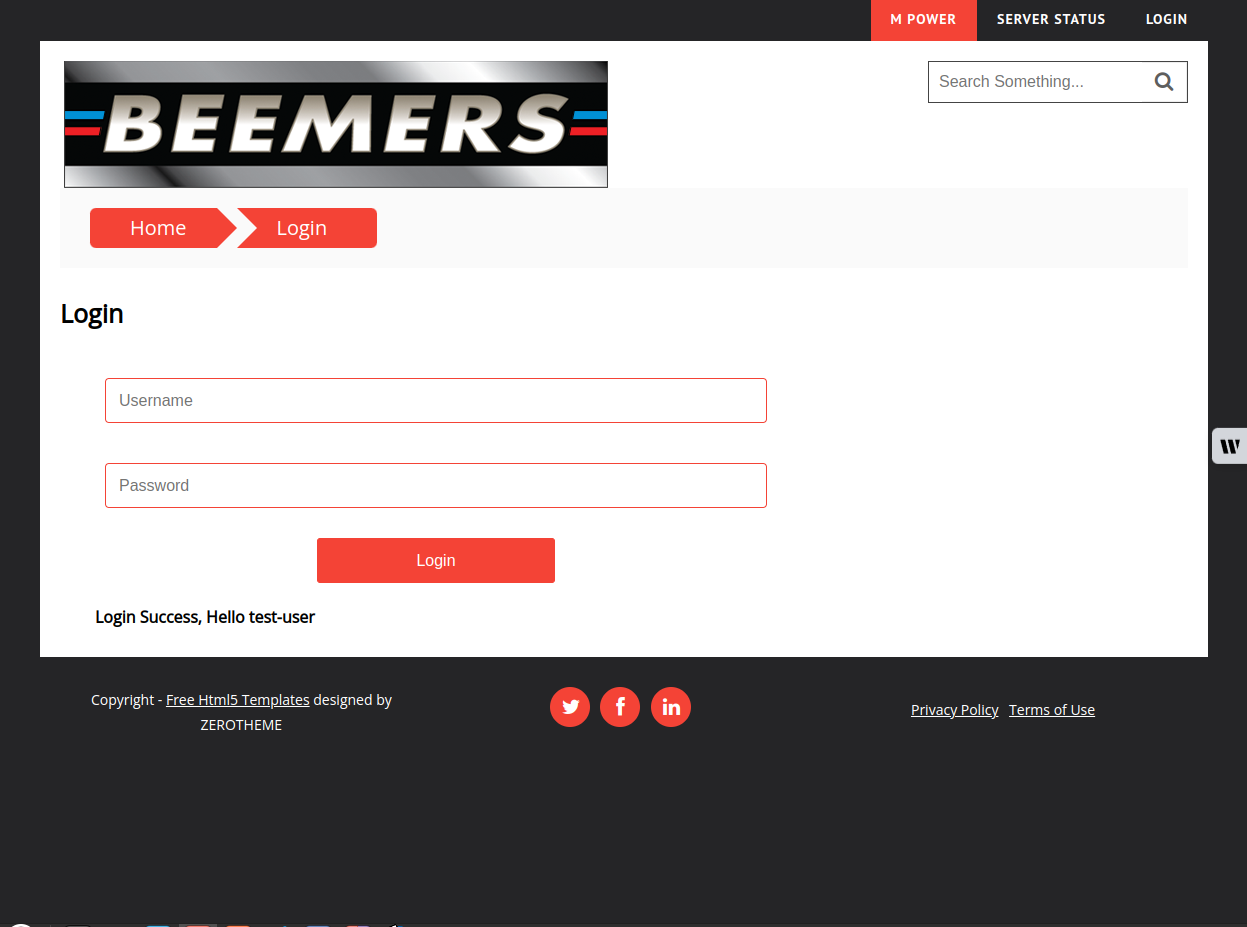 M POWER
SERVER STATUS
LOGIN
BEEMERS
Search Something...
Home
Login
Login
Username
Password
Login
Login Success, Hello test-user
Copyright - Free Html5 Templates designed by
ZEROTHEME
Privacy Policy
Terms of Use